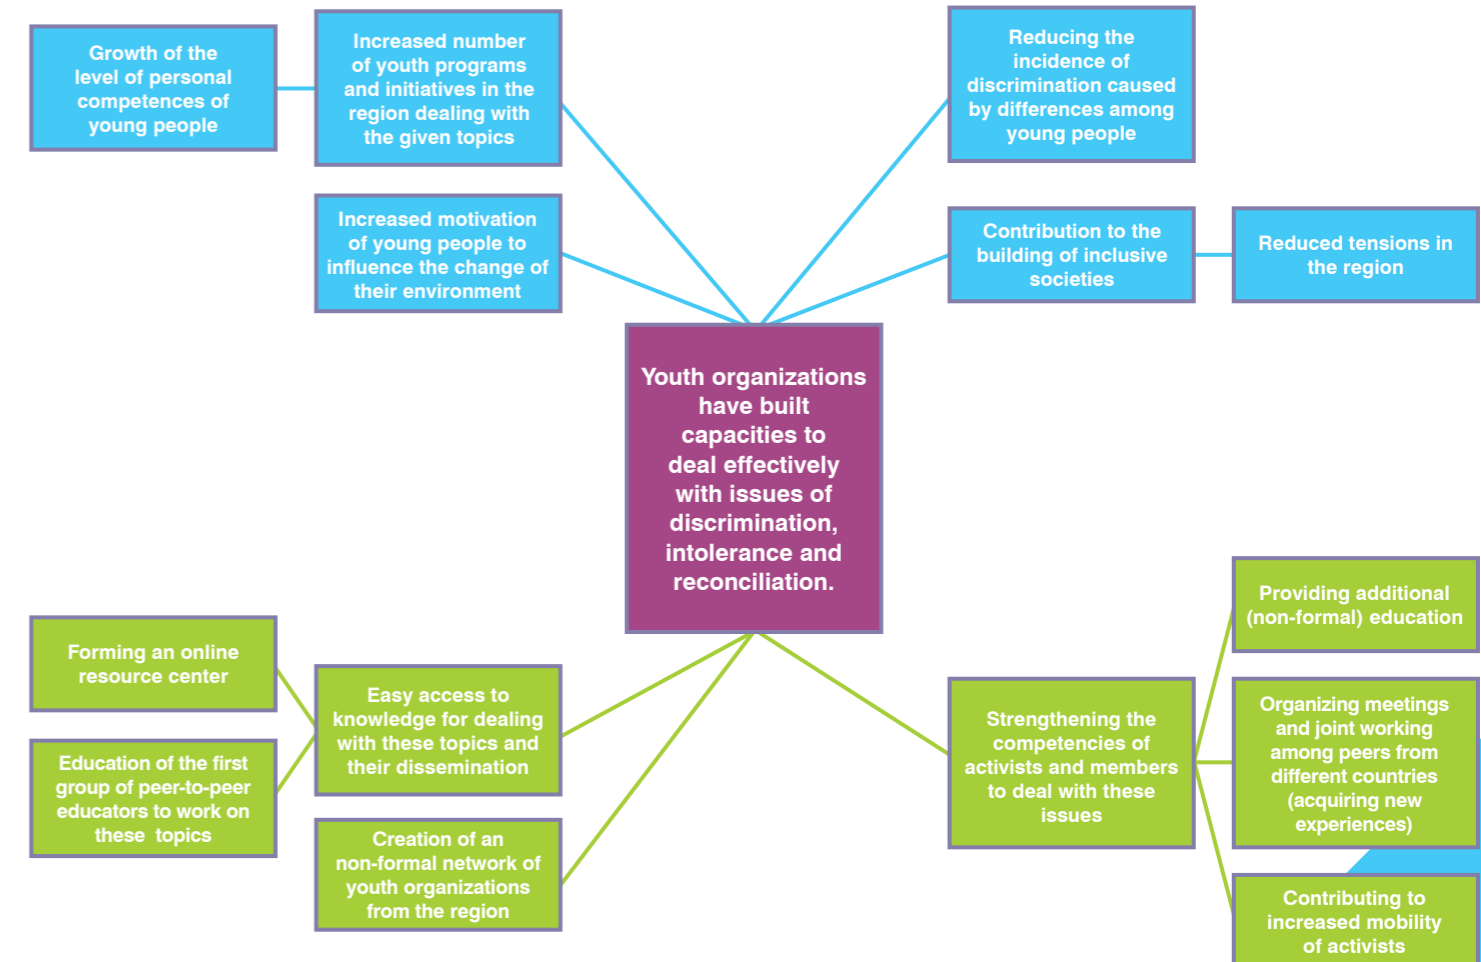 Growth of the
level of personal
competences of
young people
Increased number
of youth programs
and initiatives in the
region dealing with
the given topics
Reducing the
incidence of
discrimination caused
by differences among
young people
Increased motivation
of young people to
influence the change of
their environment
Contribution to the
building of inclusive
societies
Reduced tensions in
the region
Youth organizations
have built
capacities to
deal effectively
with issues of
discrimination,
intolerance and
reconciliation.
Forming an online
resource center
Education of the first
group of peer-to-peer
educators to work on
these topics
Easy access to
knowledge for dealing
with these topics and
their dissemination
Creation of an
non-formal network of
youth organizations
from the region
Strengthening the
competencies of
activists and members
to deal with these
issues
Providing additional
(non-formal) education
Organizing meetings
and joint working
among peers from
different countries
(acquiring new
experiences)
Contributing to
increased mobility
of activists